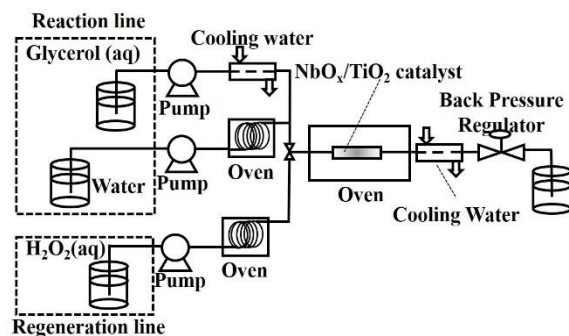 Reaction line
Glycerol (aq)
Cooling water
NbOₓ/TiO₂ catalyst
Pump
Back Pressure
Regulator
Water
Pump
Oven
Oven
Cooling Water
H₂O₂(aq)
Pump
Oven
Regeneration line